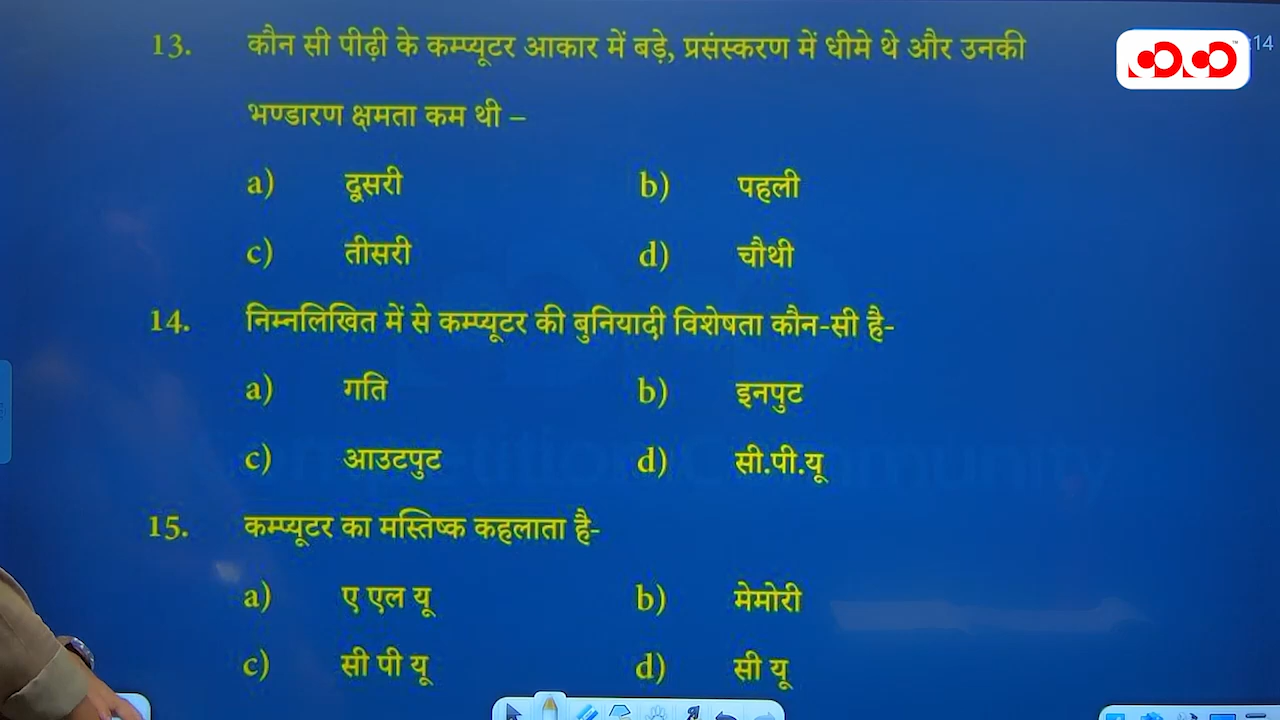 13. कौन सी पीढ़ी के कम्प्यूटर आकार में बड़े, प्रसंस्करण में धीमे थे और उनकी
भण्डारण क्षमता कम थी –
a) दूसरी b) पहली
c) तीसरी d) चौथी
14. निम्नलिखित में से कम्प्यूटर की बुनियादी विशेषता कौन-सी है-
a) गति b) इनपुट
c) आउटपुट d) सी.पी.यू
15. कम्प्यूटर का मस्तिष्क कहलाता है-
a) ए एल यू b) मेमोरी
c) सी पी यू d) सी यू